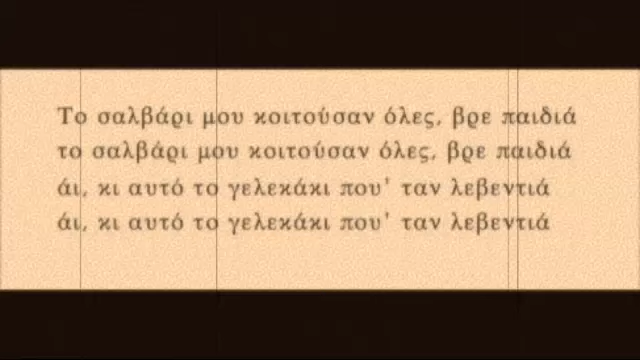 Το σαλβάρι μου κοιτούσαν όλες, βρε παιδιά
το σαλβάρι μου κοιτούσαν όλες, βρε παιδιά
άι, κι αυτό το γελεκάκι που' ταν λεβεντιά
άι, κι αυτό το γελεκάκι που' ταν λεβεντιά